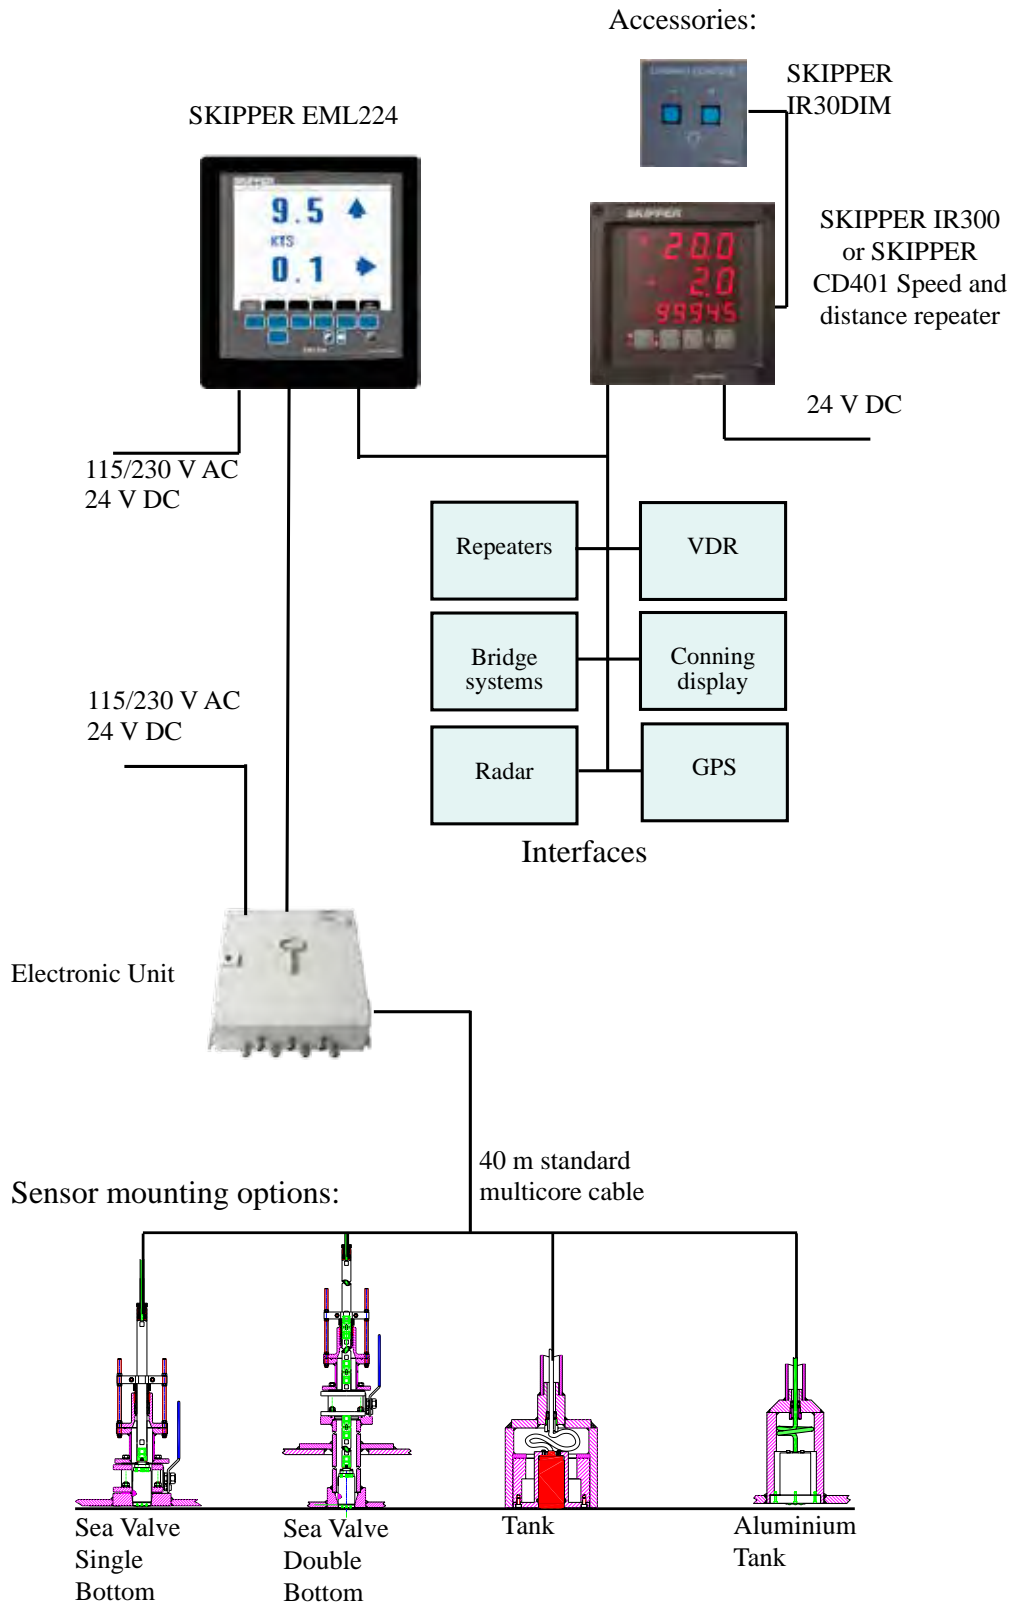 Accessories:
SKIPPER
IR30DIM
SKIPPER EML224
SKIPPER
9.5
KTS
0.1
SKIPPER
20.0
2.0
99945
SKIPPER IR300
or SKIPPER
CD401 Speed and
distance repeater
24 V DC
115/230 V AC
24 V DC
Repeaters
VDR
Bridge
systems
Conning
display
115/230 V AC
24 V DC
Radar
GPS
Interfaces
Electronic Unit
40 m standard
multicore cable
Sensor mounting options:
Sea Valve
Single
Bottom
Sea Valve
Double
Bottom
Tank
Aluminium
Tank